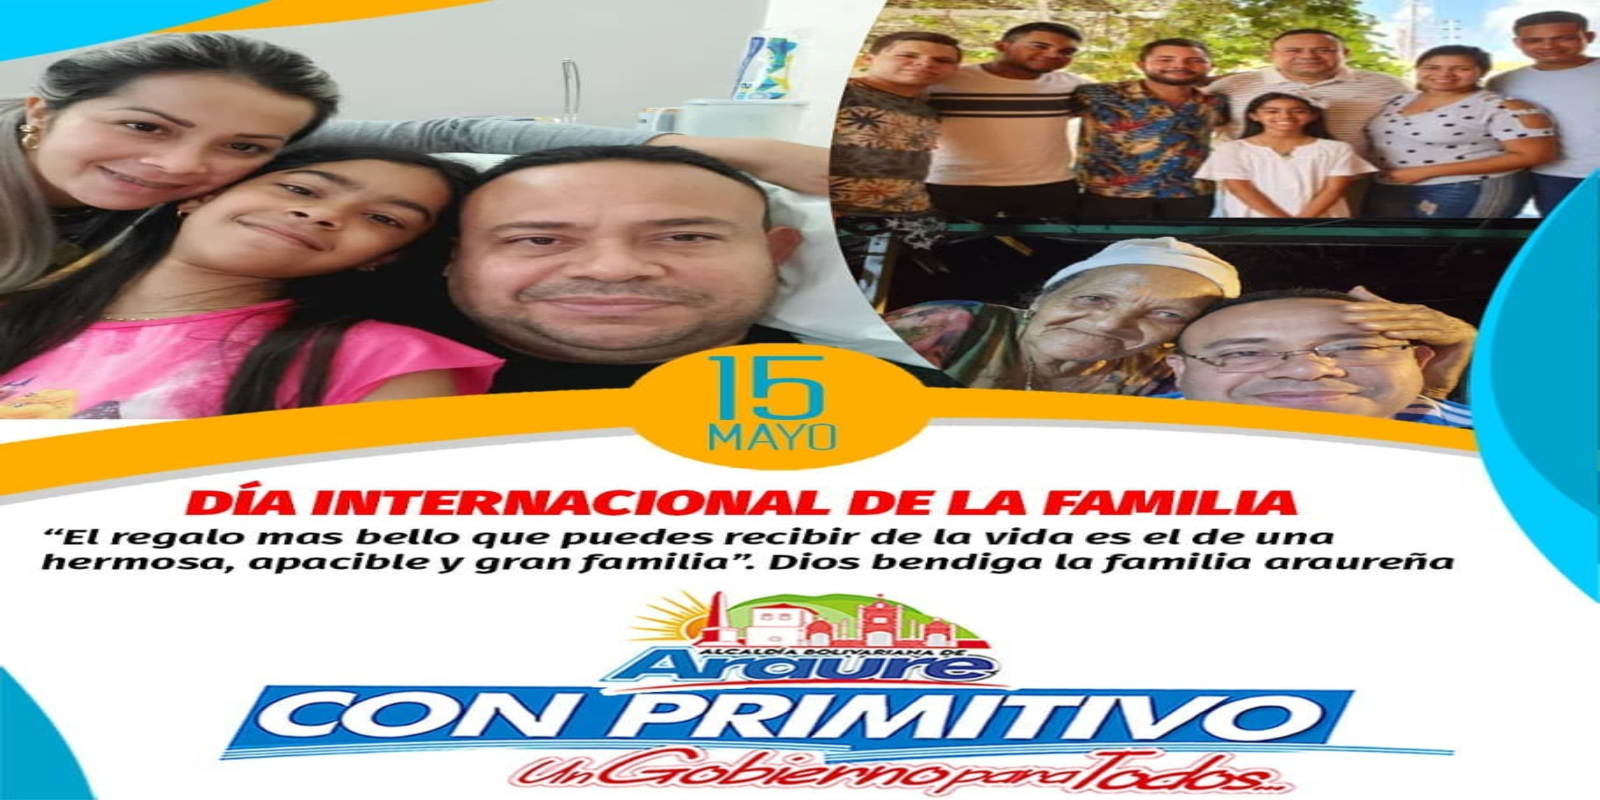 15
MAYO
DÍA INTERNACIONAL DE LA FAMILIA
“El regalo mas bello que puedes recibir de la vida es el de una
hermosa, apacible y gran familia”. Dios bendiga la familia araureña
ALCALDÍA BOLIVARIANA DE
Araure
CON PRIMITIVO
Un Gobierno para Todos...